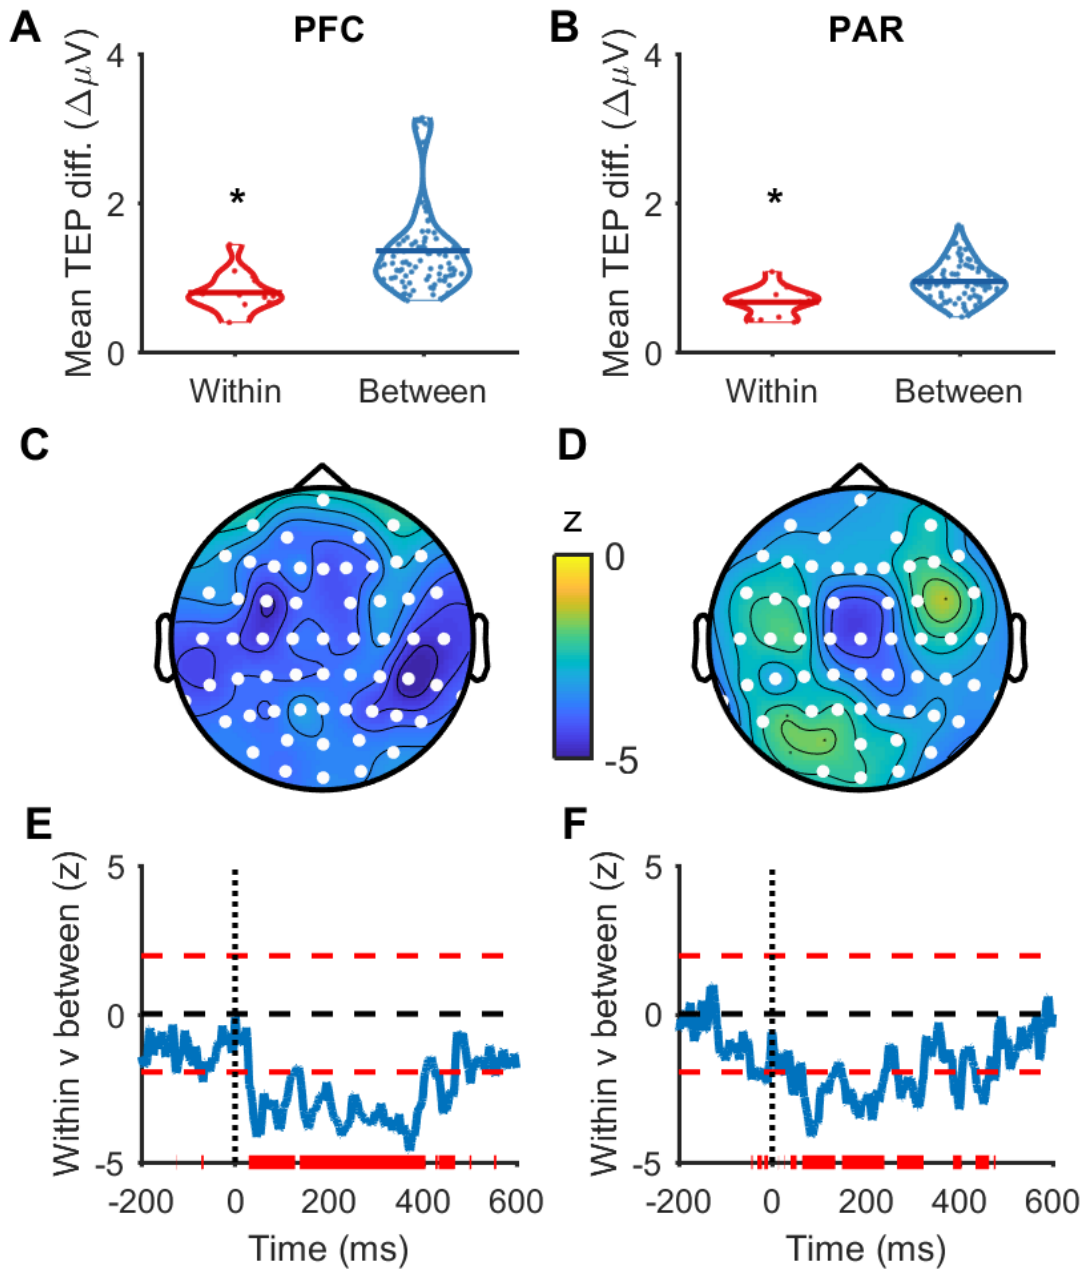 A PFC B PAR
Mean TEP diff. (ΔμV)
4
2
0
*
Within Between
Mean TEP diff. (ΔμV)
4
2
0
*
Within Between
C D
z
0
-5
E F
Within v between (z)
5
0
-5
-200 0 200 400 600
Time (ms)
Within v between (z)
5
0
-5
-200 0 200 400 600
Time (ms)